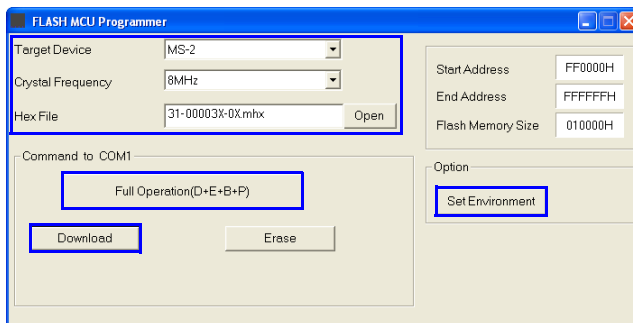 FLASH MCU Programmer
Target Device MS-2
Crystal Frequency 8MHz
Hex File 31-00003X-0X.mhx Open
Start Address FF0000H
End Address FFFFFFH
Flash Memory Size 010000H
Command to COM1
Full Operation(D+E+B+P)
Download Erase
Option
Set Environment